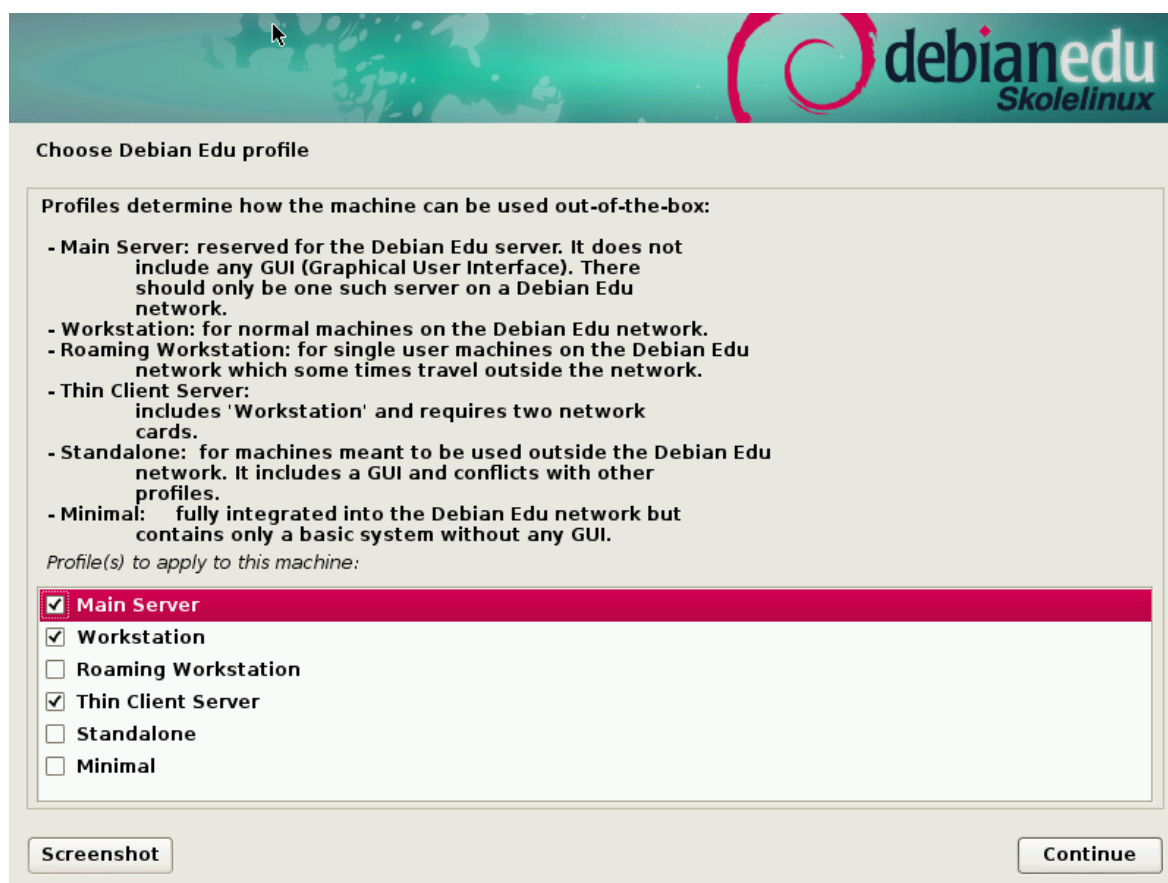 debianedu
Skolelinux
Choose Debian Edu profile
Profiles determine how the machine can be used out-of-the-box:
- Main Server: reserved for the Debian Edu server. It does not
include any GUI (Graphical User Interface). There
should only be one such server on a Debian Edu
network.
- Workstation: for normal machines on the Debian Edu network.
- Roaming Workstation: for single user machines on the Debian Edu
network which some times travel outside the network.
- Thin Client Server:
includes 'Workstation' and requires two network
cards.
- Standalone: for machines meant to be used outside the Debian Edu
network. It includes a GUI and conflicts with other
profiles.
- Minimal: fully integrated into the Debian Edu network but
contains only a basic system without any GUI.
Profile(s) to apply to this machine:
Main Server
Workstation
Roaming Workstation
Thin Client Server
Standalone
Minimal
Screenshot
Continue